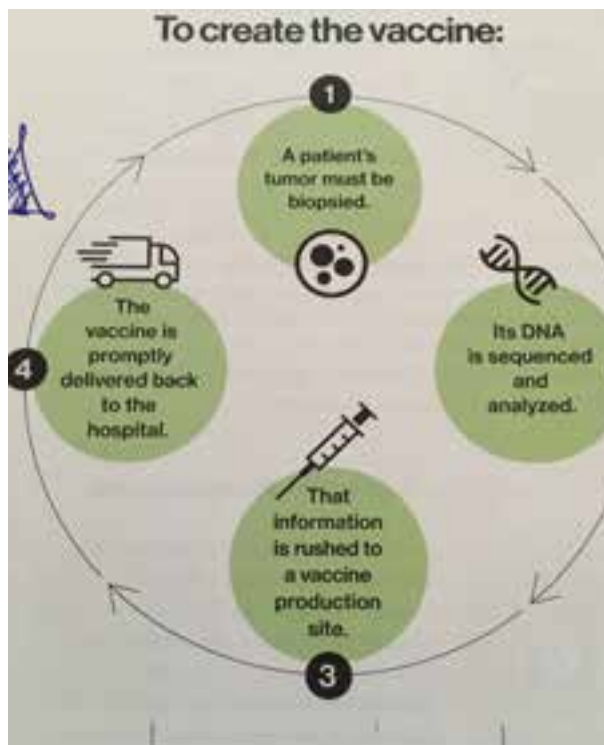 To create the vaccine:
1
A patient's
tumor must be
biopsied.
Its DNA
is sequenced
and
analyzed.
That
information
is rushed to
a vaccine
production
site.
3
The
vaccine is
promptly
delivered back
to the
hospital.
4